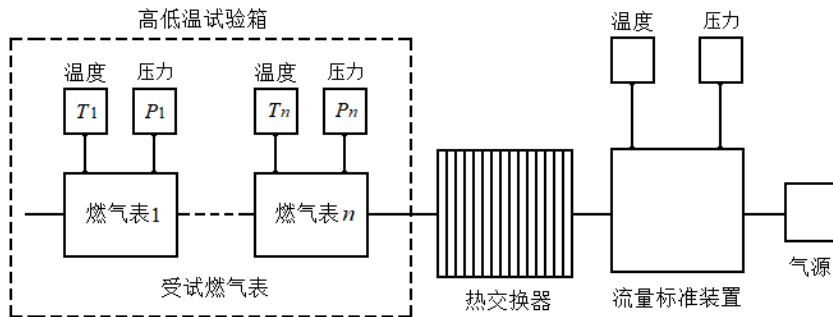 高低温试验箱
温度
压力
温度
压力
温度
压力
T1
P1
Tn
Pn
燃气表1
燃气表n
受试燃气表
热交换器
流量标准装置
气源